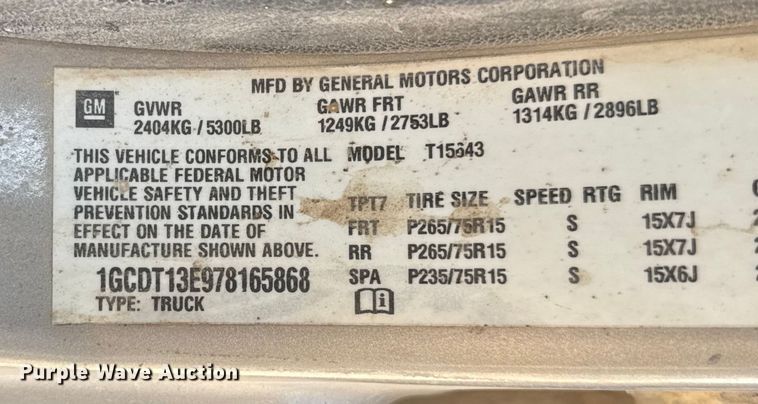 MFD BY GENERAL MOTORS CORPORATION
GM
GVWR GAWR FRT GAWR RR
2404KG / 5300LB 1249KG / 2753LB 1314KG / 2896LB
THIS VEHICLE CONFORMS TO ALL MODEL T15643
APPLICABLE FEDERAL MOTOR
VEHICLE SAFETY AND THEFT TPT7 TIRE SIZE SPEED RTG RIM
PREVENTION STANDARDS IN FRT P265/75R15 S 15X7J
EFFECT ON THE DATE OF
MANUFACTURE SHOWN ABOVE. RR P265/75R15 S 15X7J
1GCDT13E978165868 SPA P235/75R15 S 15X6J
TYPE: TRUCK
Purple Wave Auction